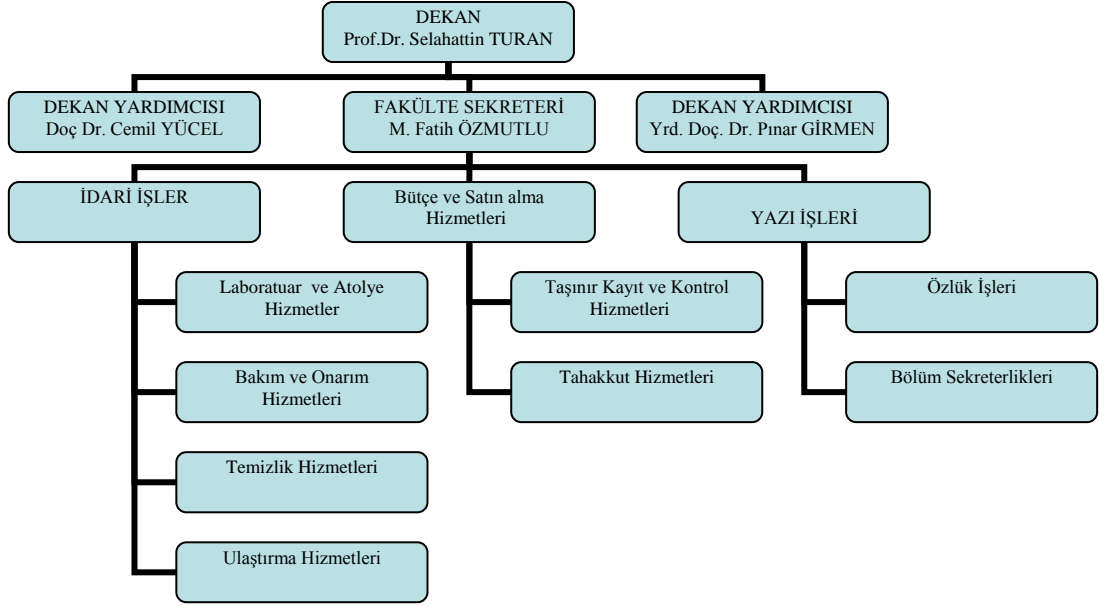 DEKAN
Prof.Dr. Selahattin TURAN
DEKAN YARDIMCISI
Doç Dr. Cemil YÜCEL
FAKÜLTE SEKRETERİ
M. Fatih ÖZMUTLU
DEKAN YARDIMCISI
Yrd. Doç. Dr. Pınar GİRMEN
İDARİ İŞLER
Bütçe ve Satın alma
Hizmetleri
YAZI İŞLERİ
Laboratuar  ve Atolye
Hizmetler
Taşınır Kayıt ve Kontrol
Hizmetleri
Özlük İşleri
Bakım ve Onarım
Hizmetleri
Tahakkut Hizmetleri
Bölüm Sekreterlikleri
Temizlik Hizmetleri
Ulaştırma Hizmetleri